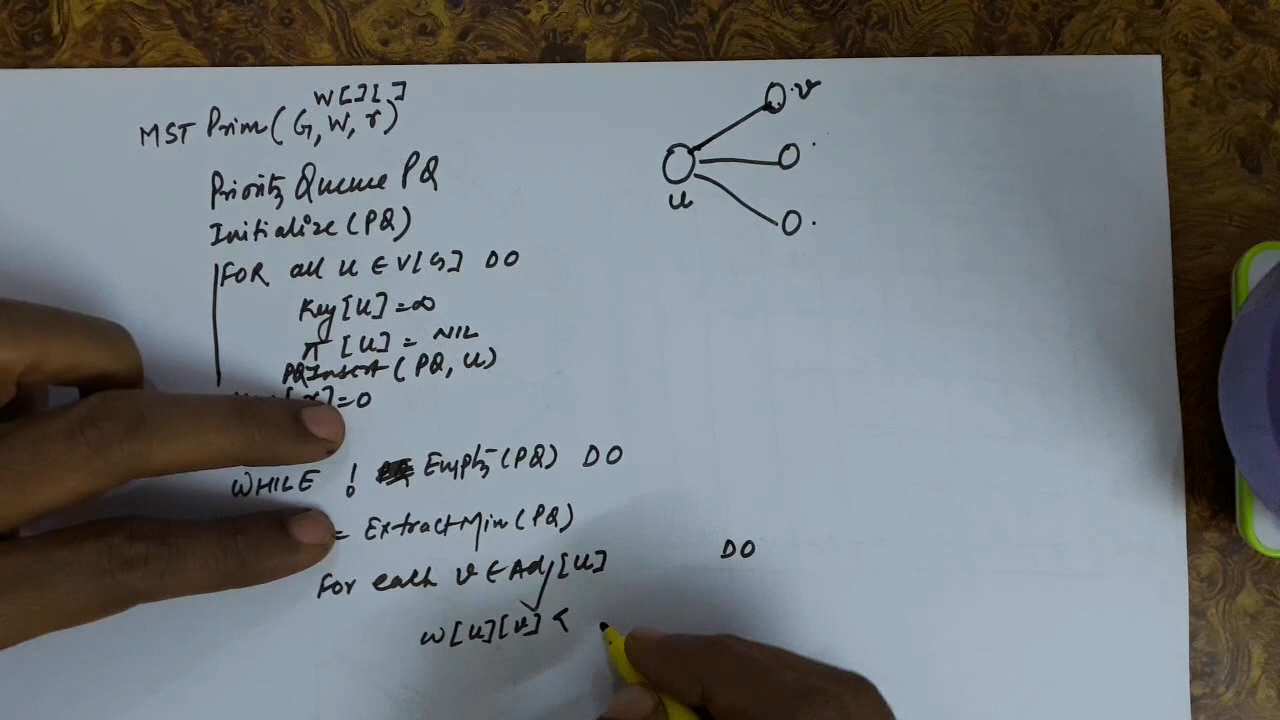 W[][]
MST Prim(G, W, r)
Priority Queue PQ
Initialize(PQ)
FOR all u ∈ V[G] DO
Key[u] = ∞
π[u] = NIL
PQInsert(PQ, u)
[r] = 0
WHILE ! Empty(PQ) DO
= ExtractMin(PQ)
For each v ∈ Adj[u] DO
w[u][v] <
v
u